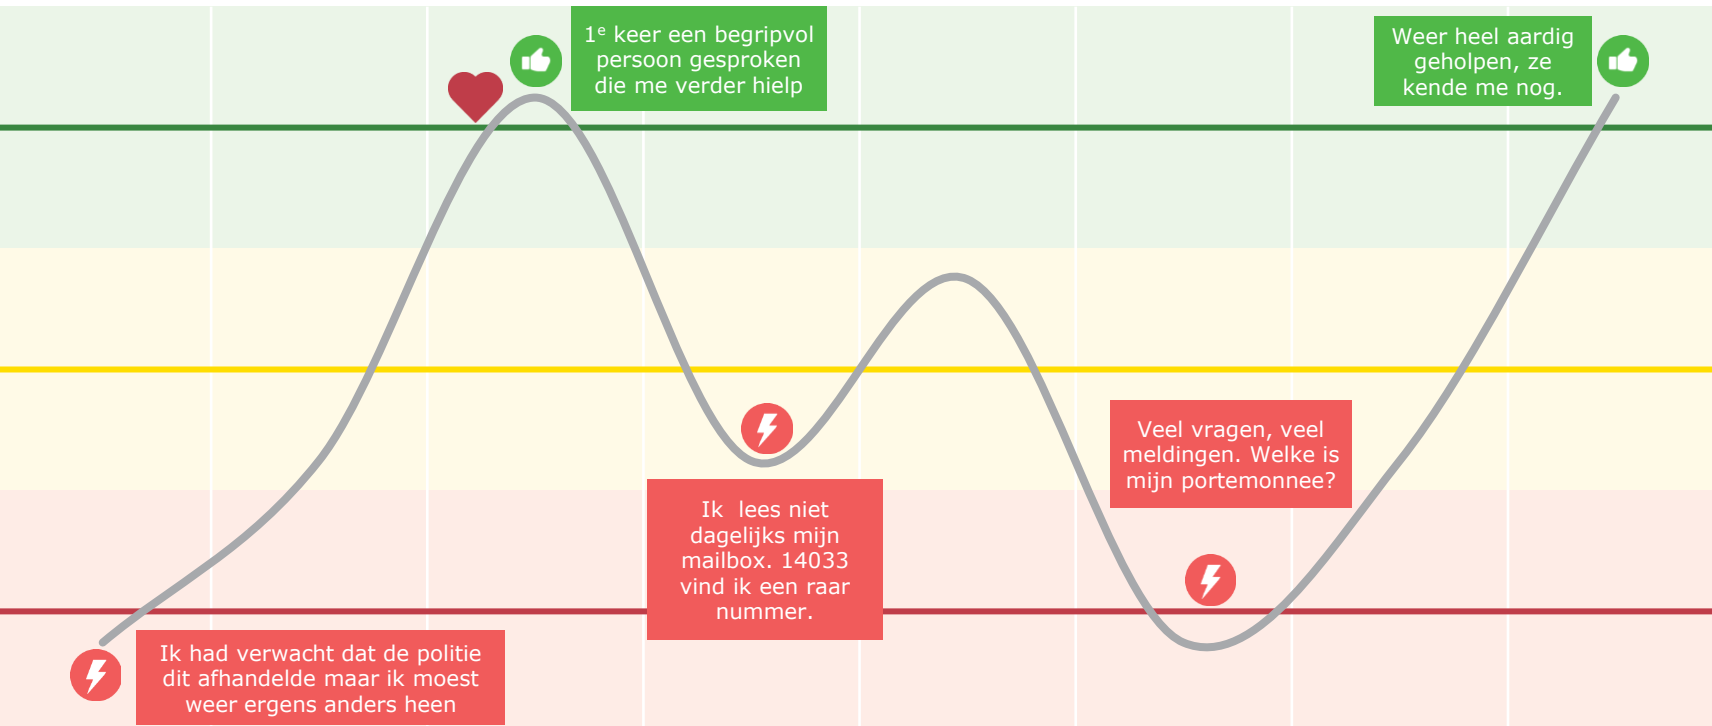 1e keer een begripvol
persoon gesproken
die me verder hielp
Weer heel aardig
geholpen, ze
kende me nog.
Veel vragen, veel
meldingen. Welke is
mijn portemonnee?
Ik lees niet
dagelijks mijn
mailbox. 14033
vind ik een raar
nummer.
Ik had verwacht dat de politie
dit afhandelde maar ik moest
weer ergens anders heen